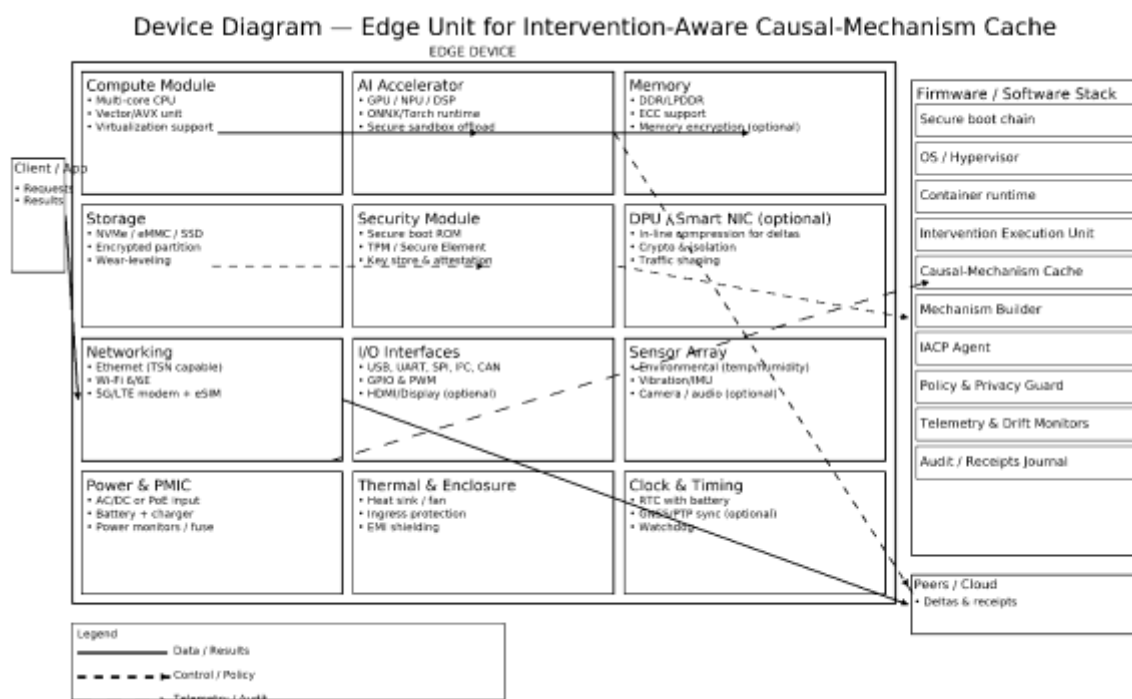 Device Diagram — Edge Unit for Intervention-Aware Causal-Mechanism Cache
EDGE DEVICE
Compute Module
• Multi-core CPU
• Vector/AVX unit
• Virtualization support
AI Accelerator
• GPU / NPU / DSP
• ONNX/Torch runtime
• Secure sandbox offload
Memory
• DDR/LPDDR
• ECC support
• Memory encryption (optional)
Client / App
• Requests
• Results
Storage
• NVMe / eMMC / SSD
• Encrypted partition
• Wear-leveling
Security Module
• Secure boot ROM
• TPM / Secure Element
• Key store & attestation
DPU / Smart NIC (optional)
• In-line compression for deltas
• Crypto & isolation
• Traffic shaping
Networking
• Ethernet (TSN capable)
• Wi-Fi 6/6E
• 5G/LTE modem + eSIM
I/O Interfaces
• USB, UART, SPI, I²C, CAN
• GPIO & PWM
• HDMI/Display (optional)
Sensor Array
• Environmental (temp/humidity)
• Vibration/IMU
• Camera / audio (optional)
Power & PMIC
• AC/DC or PoE input
• Battery + charger
• Power monitors / fuse
Thermal & Enclosure
• Heat sink / fan
• Ingress protection
• EMI shielding
Clock & Timing
• RTC with battery
• GNSS/PTP sync (optional)
• Watchdog
Firmware / Software Stack
Secure boot chain
OS / Hypervisor
Container runtime
Intervention Execution Unit
Causal-Mechanism Cache
Mechanism Builder
IACP Agent
Policy & Privacy Guard
Telemetry & Drift Monitors
Audit / Receipts Journal
Peers / Cloud
• Deltas & receipts
Legend
Data / Results
Control / Policy
Telemetry / Audit